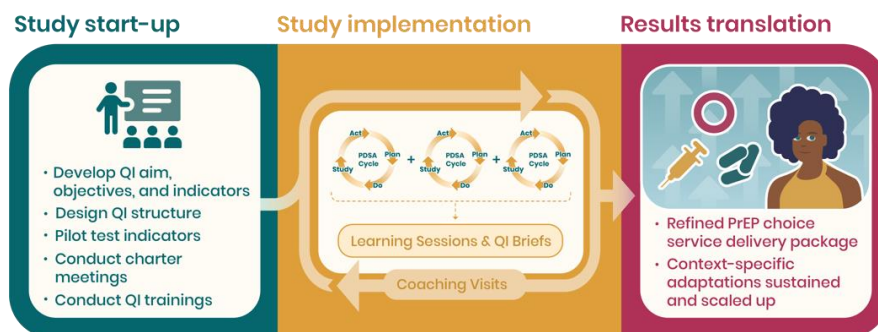 Study start-up
Study implementation
Results translation
• Develop QI aim,
objectives, and indicators
• Design QI structure
• Pilot test indicators
• Conduct charter
meetings
• Conduct QI trainings
Act
Plan
Do
Study
PDSA
Cycle
+
Act
Plan
Do
Study
PDSA
Cycle
+
Act
Plan
Do
Study
PDSA
Cycle
Learning Sessions & QI Briefs
Coaching Visits
• Refined PrEP choice
service delivery package
• Context-specific
adaptations sustained
and scaled up